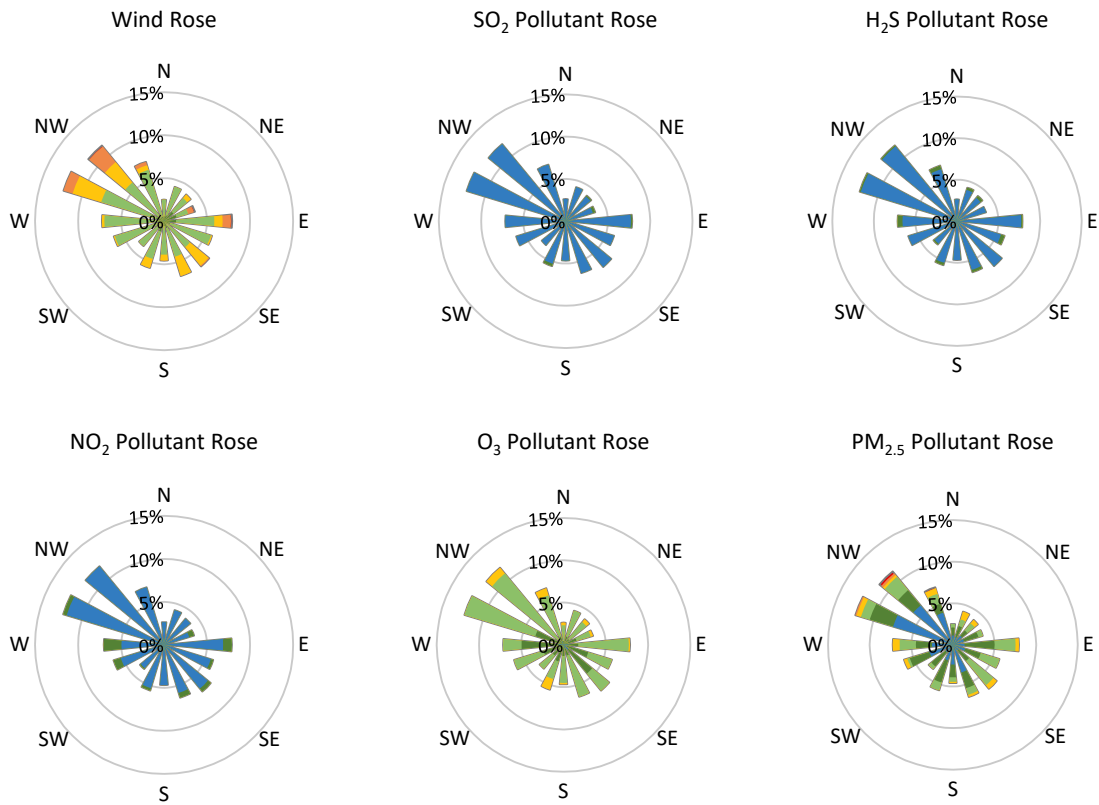 Wind Rose
N
15%
10%
5%
0%
NW
NE
W
E
SW
SE
S
SO₂ Pollutant Rose
N
15%
10%
5%
0%
NW
NE
W
E
SW
SE
S
H₂S Pollutant Rose
N
15%
10%
5%
0%
NW
NE
W
E
SW
SE
S
NO₂ Pollutant Rose
N
15%
10%
5%
0%
NW
NE
W
E
SW
SE
S
O₃ Pollutant Rose
N
15%
10%
5%
0%
NW
NE
W
E
SW
SE
S
PM₂.₅ Pollutant Rose
N
15%
10%
5%
0%
NW
NE
W
E
SW
SE
S